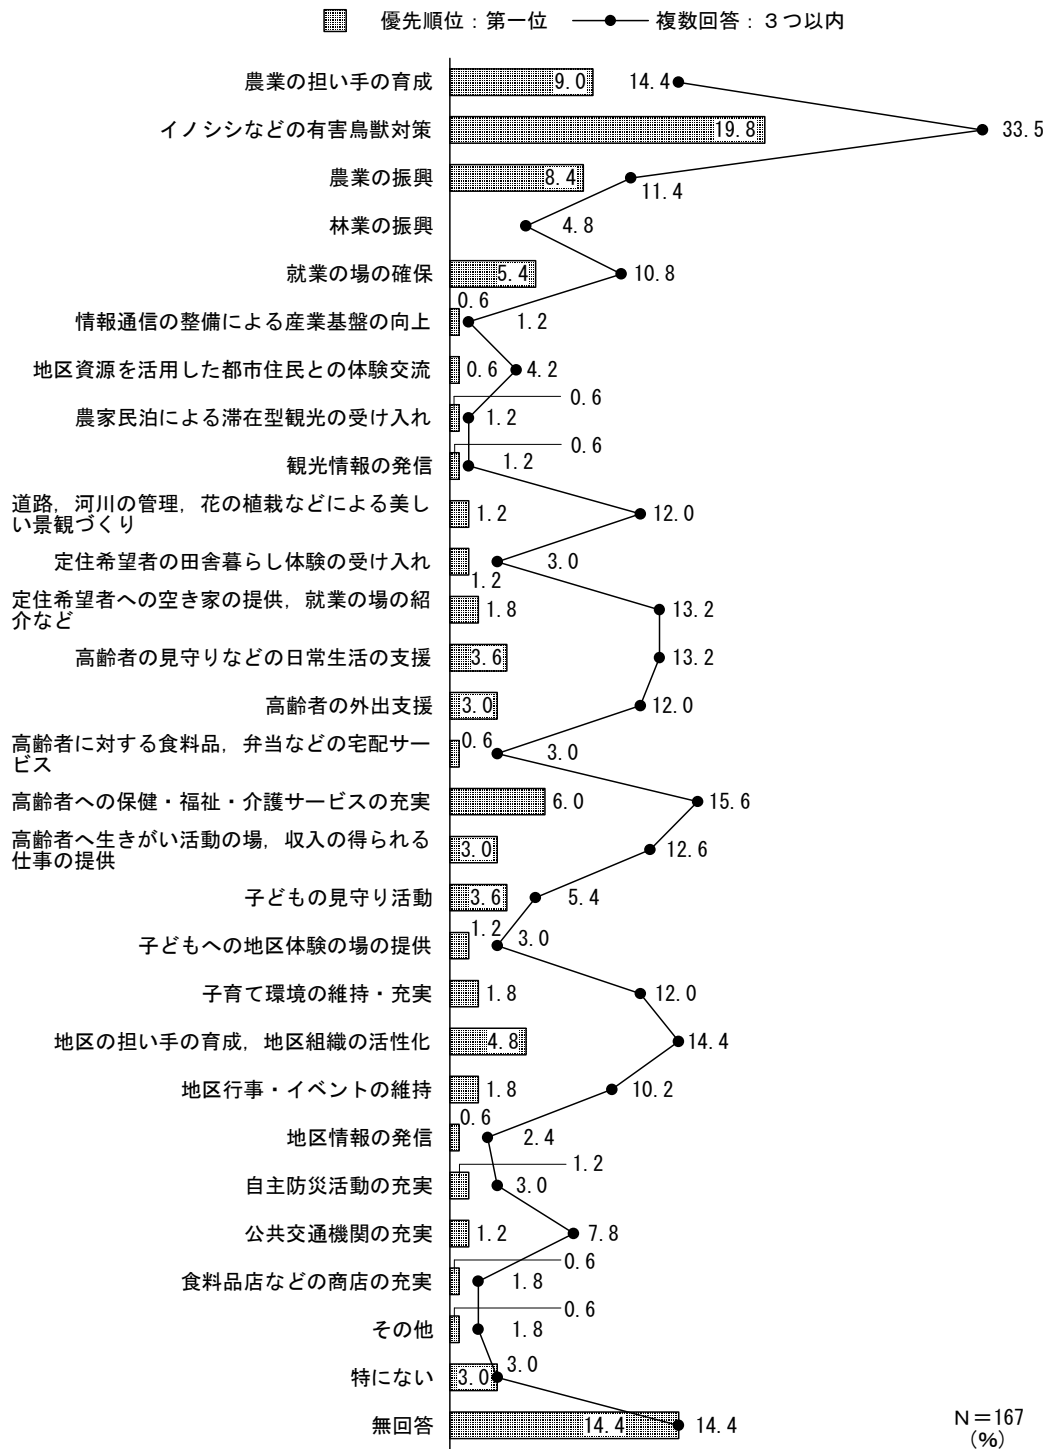 優先順位：第一位　複数回答：３つ以内
農業の担い手の育成 9.0 14.4
イノシシなどの有害鳥獣対策 19.8 33.5
農業の振興 8.4 11.4
林業の振興 4.8
就業の場の確保 5.4 10.8
情報通信の整備による産業基盤の向上 0.6 1.2
地区資源を活用した都市住民との体験交流 0.6 4.2
農家民泊による滞在型観光の受け入れ 0.6 1.2
観光情報の発信 0.6 1.2
道路，河川の管理，花の植栽などによる美し
い景観づくり 1.2 12.0
定住希望者の田舎暮らし体験の受け入れ 1.2 3.0
定住希望者への空き家の提供，就業の場の紹
介など 1.8 13.2
高齢者の見守りなどの日常生活の支援 3.6 13.2
高齢者の外出支援 3.0 12.0
高齢者に対する食料品，弁当などの宅配サー
ビス 0.6 3.0
高齢者への保健・福祉・介護サービスの充実 6.0 15.6
高齢者へ生きがい活動の場，収入の得られる
仕事の提供 3.0 12.6
子どもの見守り活動 3.6 5.4
子どもへの地区体験の場の提供 1.2 3.0
子育て環境の維持・充実 1.8 12.0
地区の担い手の育成，地区組織の活性化 4.8 14.4
地区行事・イベントの維持 1.8 10.2
地区情報の発信 0.6 2.4
自主防災活動の充実 1.2 3.0
公共交通機関の充実 1.2 7.8
食料品店などの商店の充実 0.6 1.8
その他 0.6 1.8
特にない 3.0 3.0
無回答 14.4 14.4
Ｎ＝167
（%）